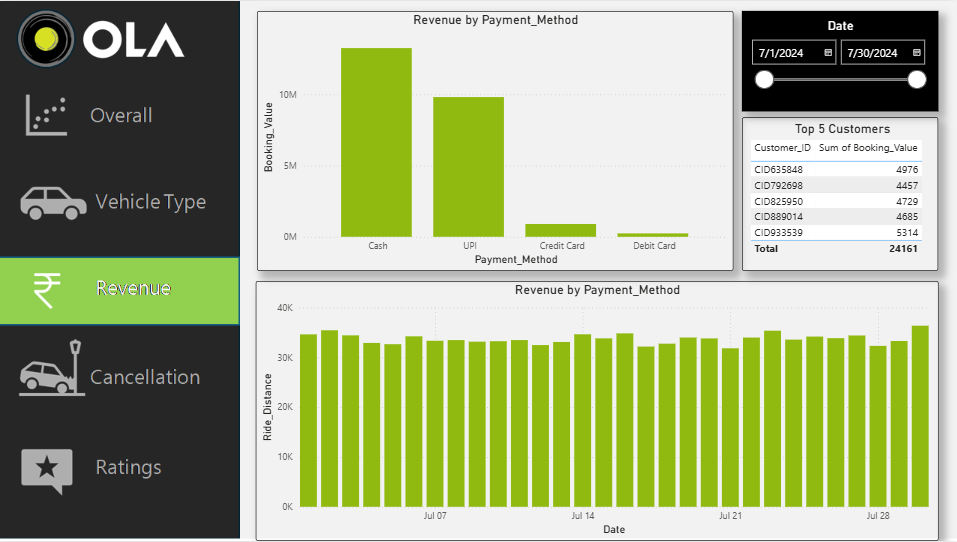 OLA
Overall
Vehicle Type
Revenue
Cancellation
Ratings
Revenue by Payment_Method
Booking_Value
10M
5M
0M
Cash UPI Credit Card Debit Card
Payment_Method
Date
7/1/2024 7/30/2024
Top 5 Customers
Customer_ID Sum of Booking_Value
CID635848 4976
CID792698 4457
CID825950 4729
CID889014 4685
CID933539 5314
Total 24161
Revenue by Payment_Method
Ride_Distance
40K
30K
20K
10K
0K
Jul 07 Jul 14 Jul 21 Jul 28
Date